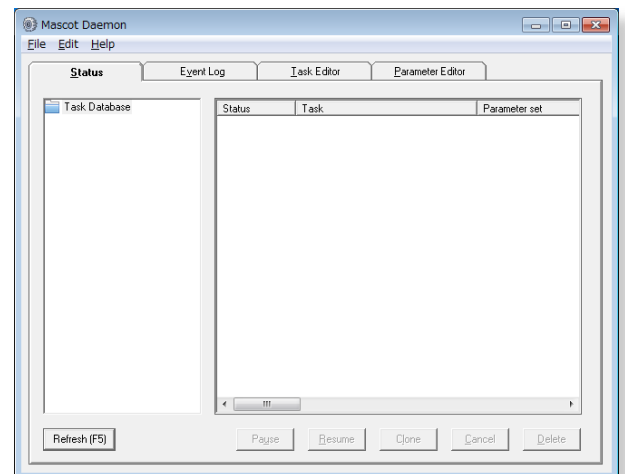 Mascot Daemon
File Edit Help
Status Event Log Task Editor Parameter Editor
Task Database
Status Task Parameter set
Refresh (F5) Pause Resume Clone Cancel Delete